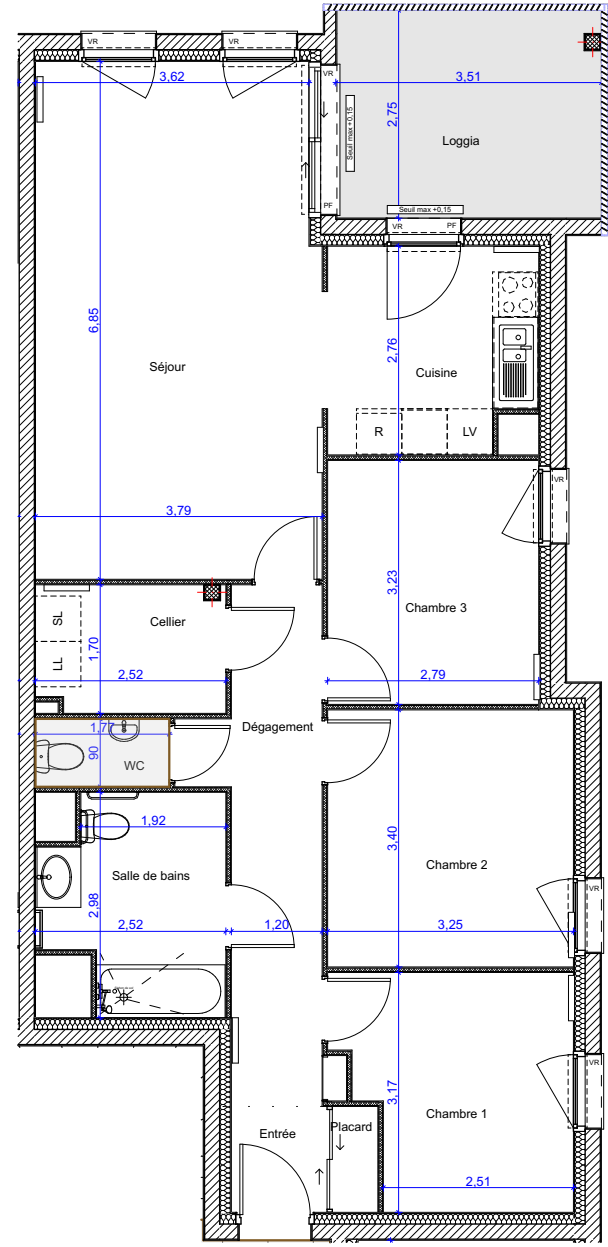 VR
VR
3,62
VR
3,51
2,75
Seuil max +0,15
Loggia
PF
Seuil max +0,15
VR
PF
6,85
2,76
Séjour
Cuisine
R
LV
VR
3,79
3,23
SL
Cellier
Chambre 3
1,70
LL
2,52
2,79
1,77
Dégagement
90
WC
1,92
3,40
Chambre 2
Salle de bains
2,98
2,52
1,20
3,25
VR
VR
3,17
Chambre 1
Entrée
Placard
2,51